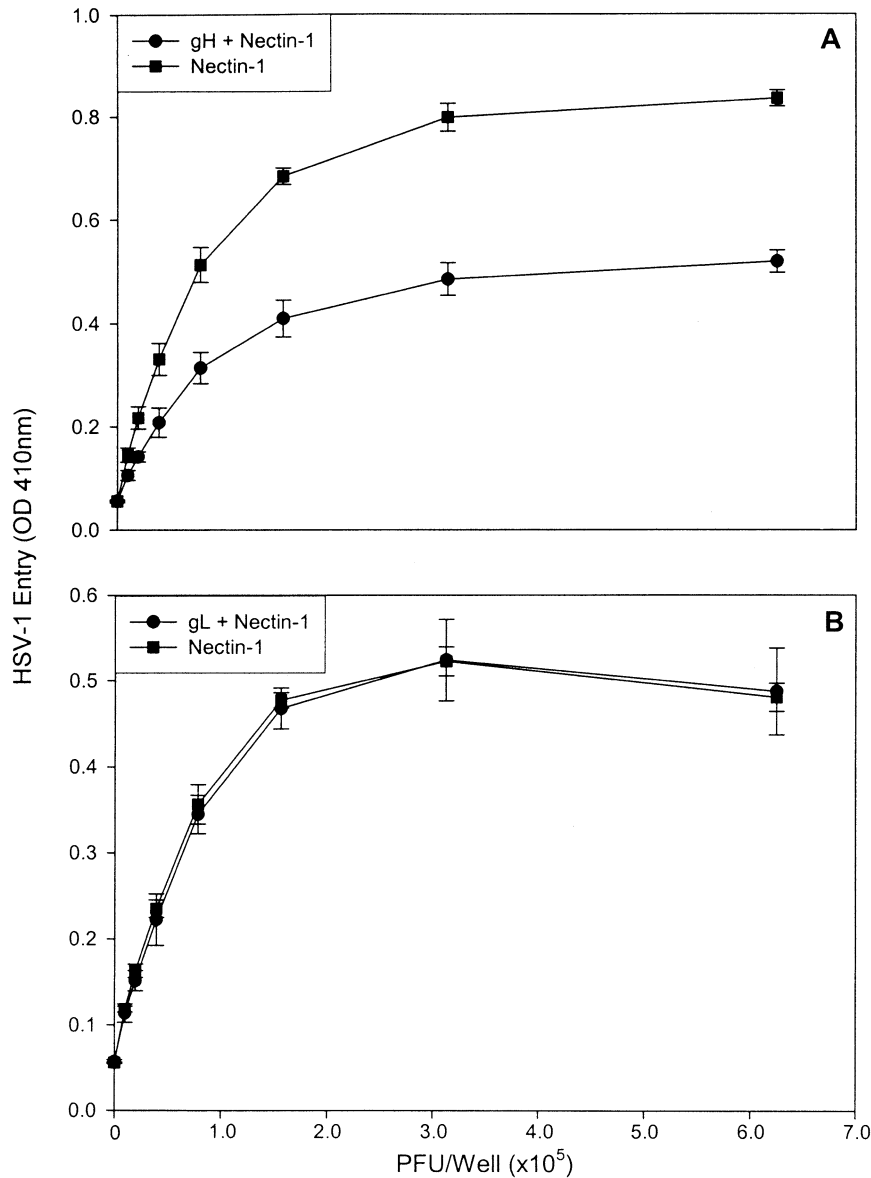 HSV-1 Entry (OD 410nm)
A
gH + Nectin-1
Nectin-1
1.0
0.8
0.6
0.4
0.2
0.0
B
gL + Nectin-1
Nectin-1
0.6
0.5
0.4
0.3
0.2
0.1
0.0
0 1.0 2.0 3.0 4.0 5.0 6.0 7.0
PFU/Well (x10⁵)